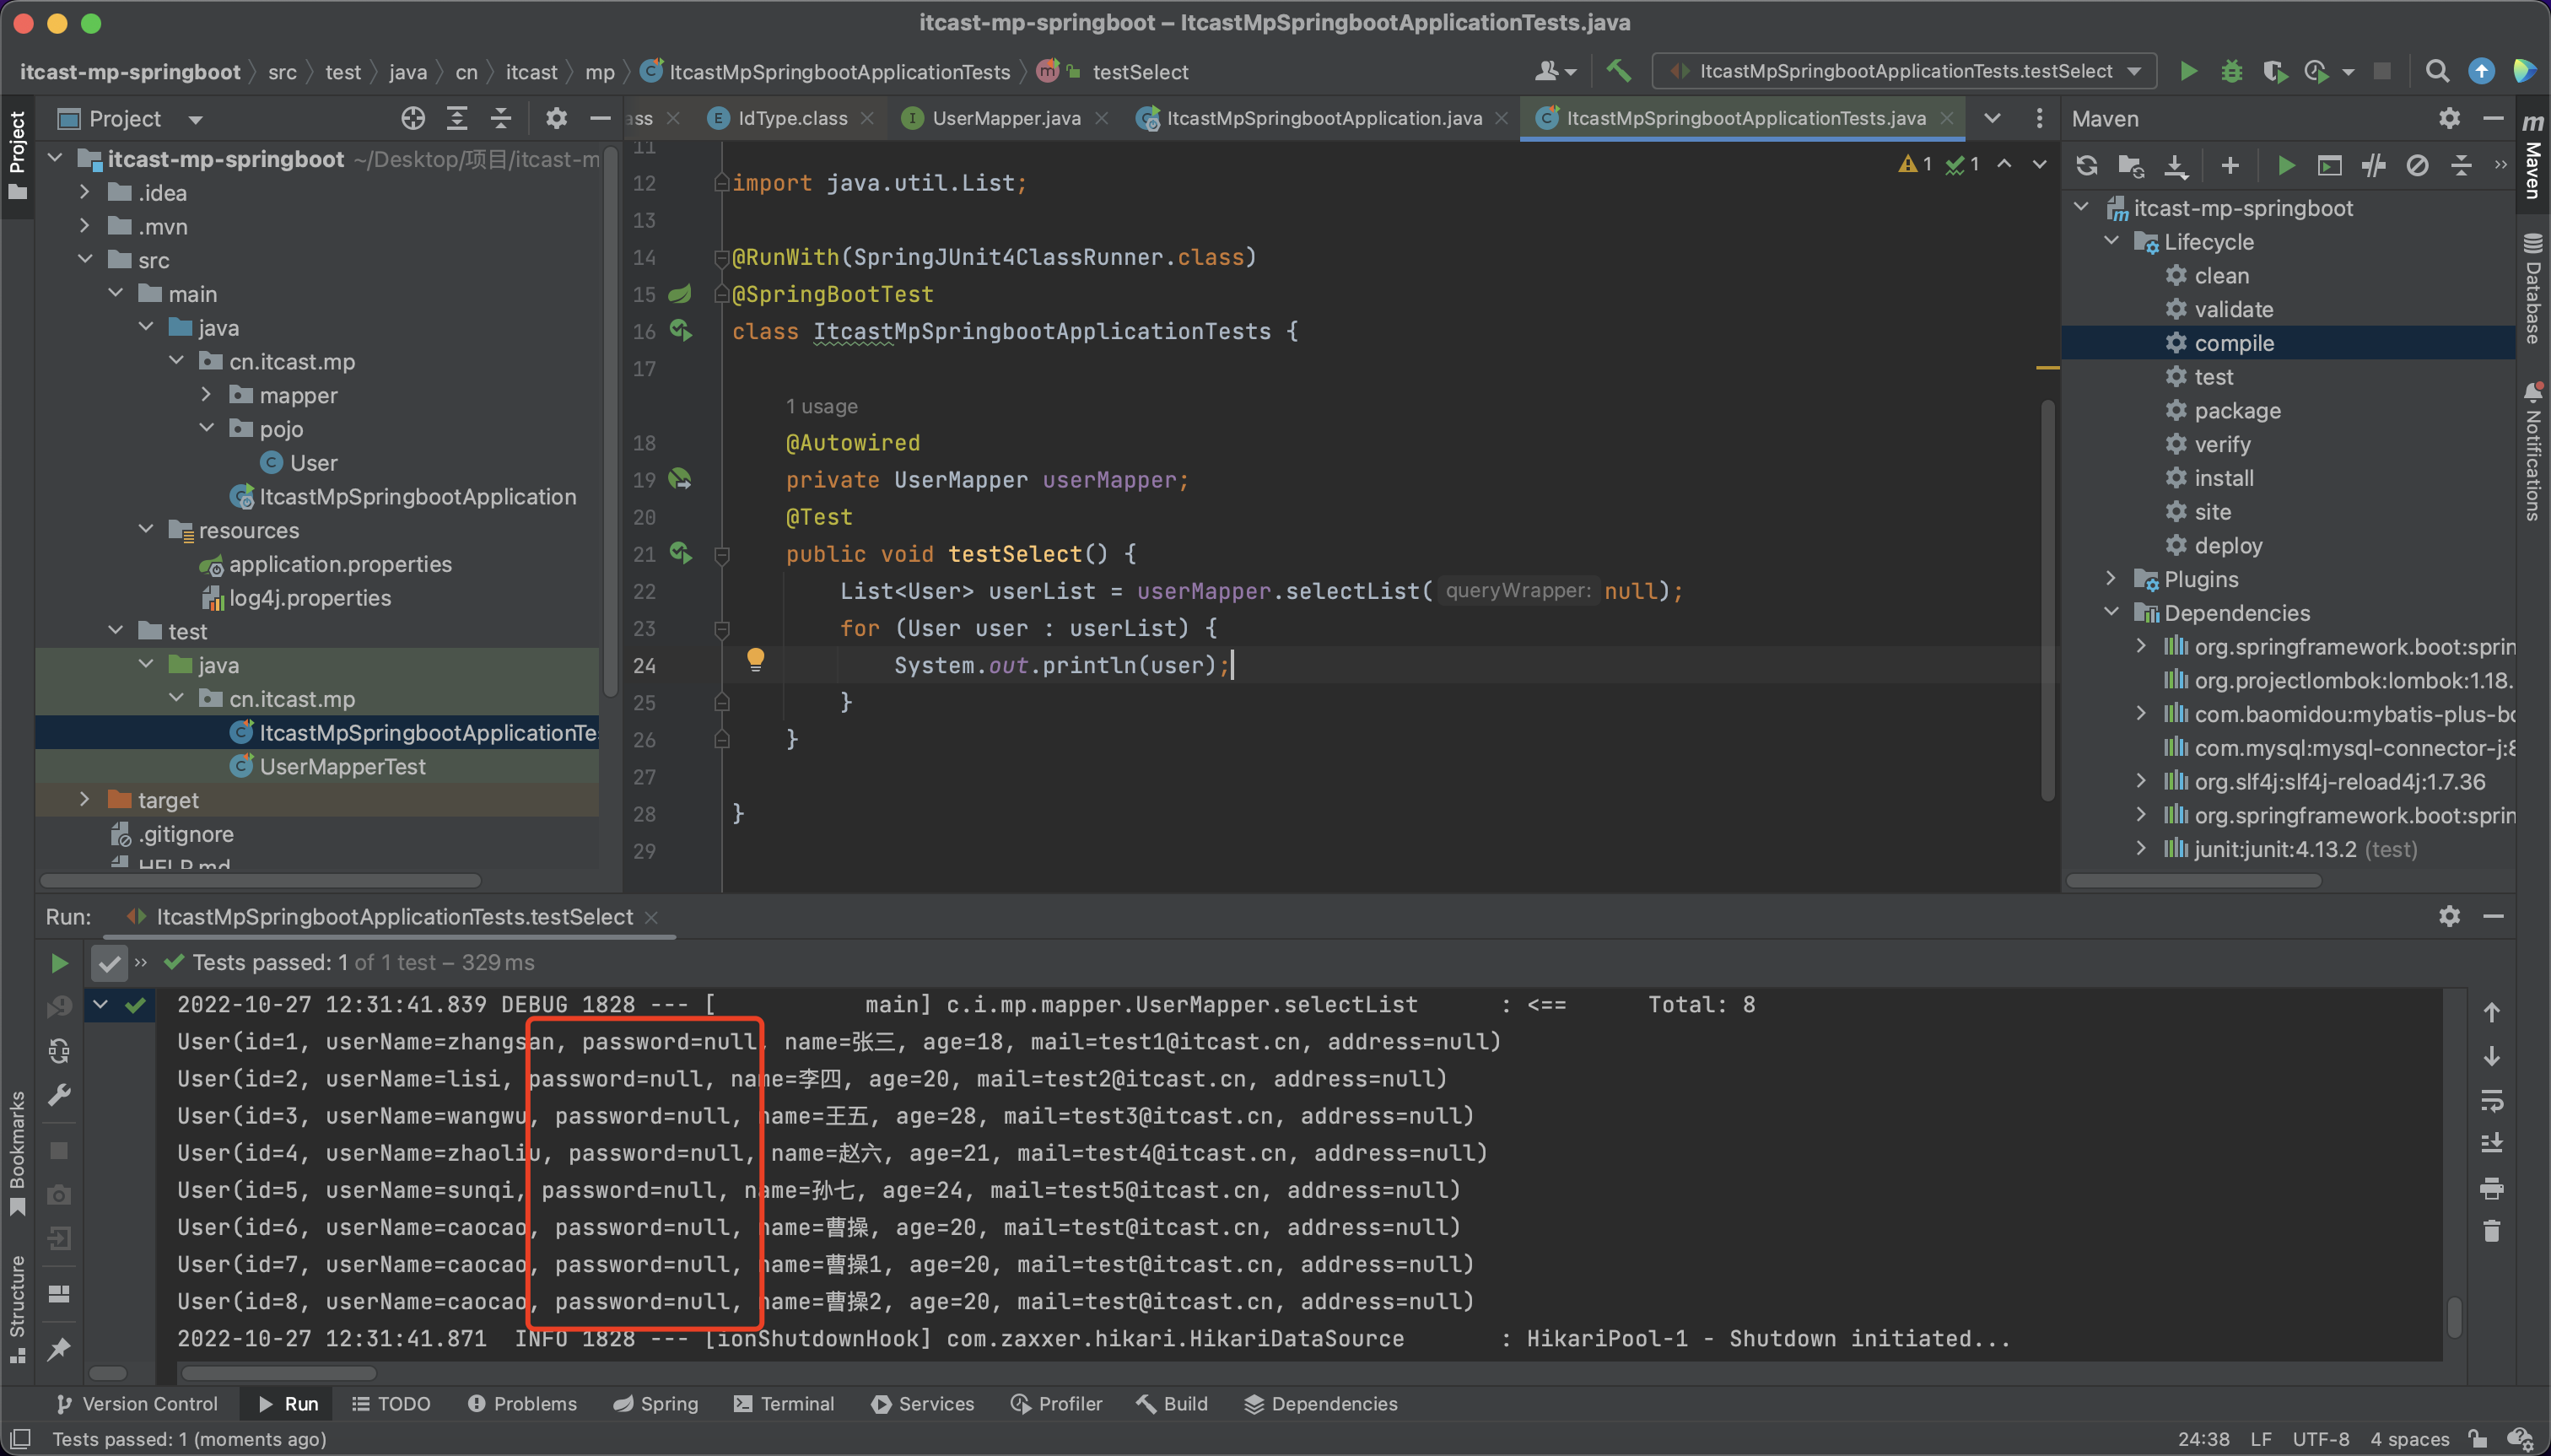 itcast-mp-springboot – ItcastMpSpringbootApplicationTests.java
itcast-mp-springboot src test java cn itcast mp ItcastMpSpringbootApplicationTests testSelect
ItcastMpSpringbootApplicationTests.testSelect
Project
ass IdType.class UserMapper.java ItcastMpSpringbootApplication.java ItcastMpSpringbootApplicationTests.java
Maven
Project
itcast-mp-springboot ~/Desktop/项目/itcast-m
.idea
.mvn
src
main
java
cn.itcast.mp
mapper
pojo
User
ItcastMpSpringbootApplication
resources
application.properties
log4j.properties
test
java
cn.itcast.mp
ItcastMpSpringbootApplicationTes
UserMapperTest
target
.gitignore
HELP.md
11
12 import java.util.List;
13
14 @RunWith(SpringJUnit4ClassRunner.class)
15 @SpringBootTest
16 class ItcastMpSpringbootApplicationTests {
17
1 usage
18 @Autowired
19 private UserMapper userMapper;
20 @Test
21 public void testSelect() {
22 List<User> userList = userMapper.selectList( queryWrapper: null);
23 for (User user : userList) {
24 System.out.println(user);
25 }
26 }
27
28 }
29
1 1
itcast-mp-springboot
Lifecycle
clean
validate
compile
test
package
verify
install
site
deploy
Plugins
Dependencies
org.springframework.boot:sprin
org.projectlombok:lombok:1.18.
com.baomidou:mybatis-plus-bo
com.mysql:mysql-connector-j:8
org.slf4j:slf4j-reload4j:1.7.36
org.springframework.boot:sprin
junit:junit:4.13.2 (test)
Maven
Database
Notifications
Run: ItcastMpSpringbootApplicationTests.testSelect
Tests passed: 1 of 1 test – 329 ms
2022-10-27 12:31:41.839 DEBUG 1828 --- [ main] c.i.mp.mapper.UserMapper.selectList : <== Total: 8
User(id=1, userName=zhangsan, password=null, name=张三, age=18, mail=test1@itcast.cn, address=null)
User(id=2, userName=lisi, password=null, name=李四, age=20, mail=test2@itcast.cn, address=null)
User(id=3, userName=wangwu, password=null, name=王五, age=28, mail=test3@itcast.cn, address=null)
User(id=4, userName=zhaoliu, password=null, name=赵六, age=21, mail=test4@itcast.cn, address=null)
User(id=5, userName=sunqi, password=null, name=孙七, age=24, mail=test5@itcast.cn, address=null)
User(id=6, userName=caocao, password=null, name=曹操, age=20, mail=test@itcast.cn, address=null)
User(id=7, userName=caocao, password=null, name=曹操1, age=20, mail=test@itcast.cn, address=null)
User(id=8, userName=caocao, password=null, name=曹操2, age=20, mail=test@itcast.cn, address=null)
2022-10-27 12:31:41.871 INFO 1828 --- [ionShutdownHook] com.zaxxer.hikari.HikariDataSource : HikariPool-1 - Shutdown initiated...
Bookmarks
Structure
Version Control Run TODO Problems Spring Terminal Services Profiler Build Dependencies
Tests passed: 1 (moments ago)
24:38 LF UTF-8 4 spaces